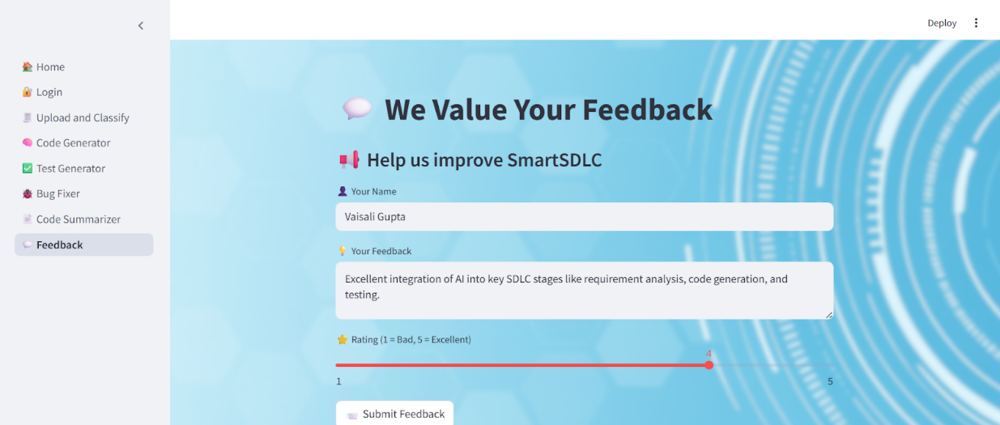 Deploy
Home
Login
Upload and Classify
Code Generator
Test Generator
Bug Fixer
Code Summarizer
Feedback
We Value Your Feedback
Help us improve SmartSDLC
Your Name
Vaisali Gupta
Your Feedback
Excellent integration of AI into key SDLC stages like requirement analysis, code generation, and
testing.
Rating (1 = Bad, 5 = Excellent)
4
1 5
Submit Feedback